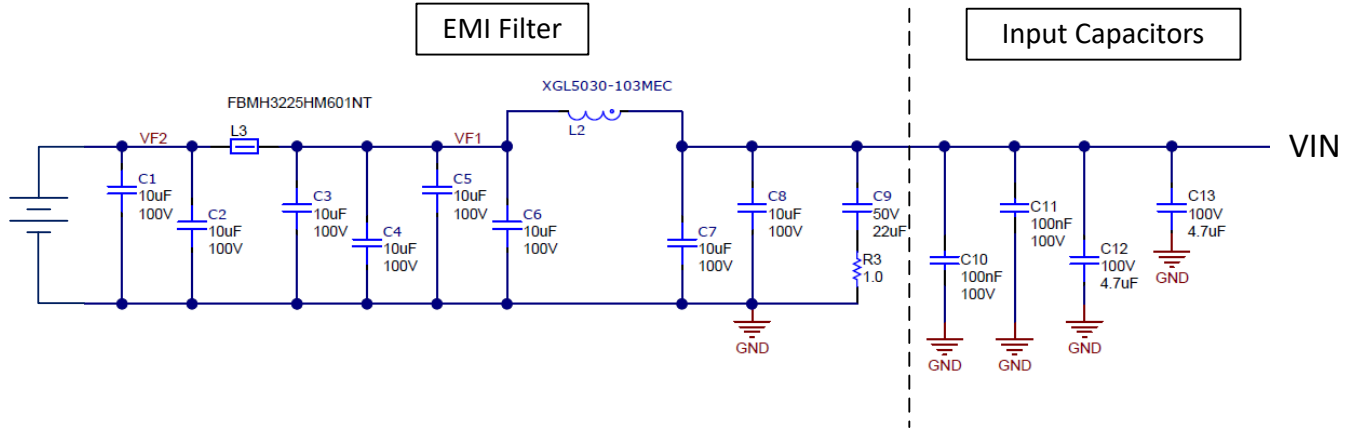 EMI Filter
Input Capacitors
XGL5030-103MEC
FBMH3225HM601NT
L3
L2
VF2
VF1
VIN
C1
10uF
100V
C2
10uF
100V
C3
10uF
100V
C4
10uF
100V
C5
10uF
100V
C6
10uF
100V
C7
10uF
100V
C8
10uF
100V
C9
50V
22uF
R3
1.0
GND
C10
100nF
100V
GND
C11
100nF
100V
GND
C12
100V
4.7uF
GND
C13
100V
4.7uF
GND